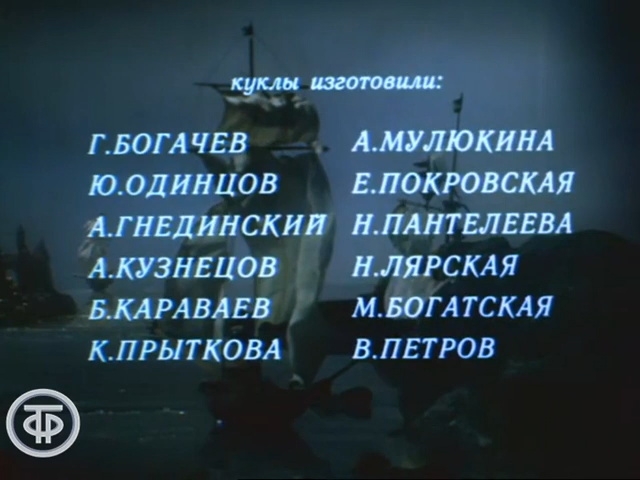 куклы изготовили:
Г.БОГАЧЕВ А.МУЛЮКИНА
Ю.ОДИНЦОВ Е.ПОКРОВСКАЯ
А.ГНЕДИНСКИЙ Н.ПАНТЕЛЕЕВА
А.КУЗНЕЦОВ Н.ЛЯРСКАЯ
Б.КАРАВАЕВ М.БОГАТСКАЯ
К.ПРЫТКОВА В.ПЕТРОВ